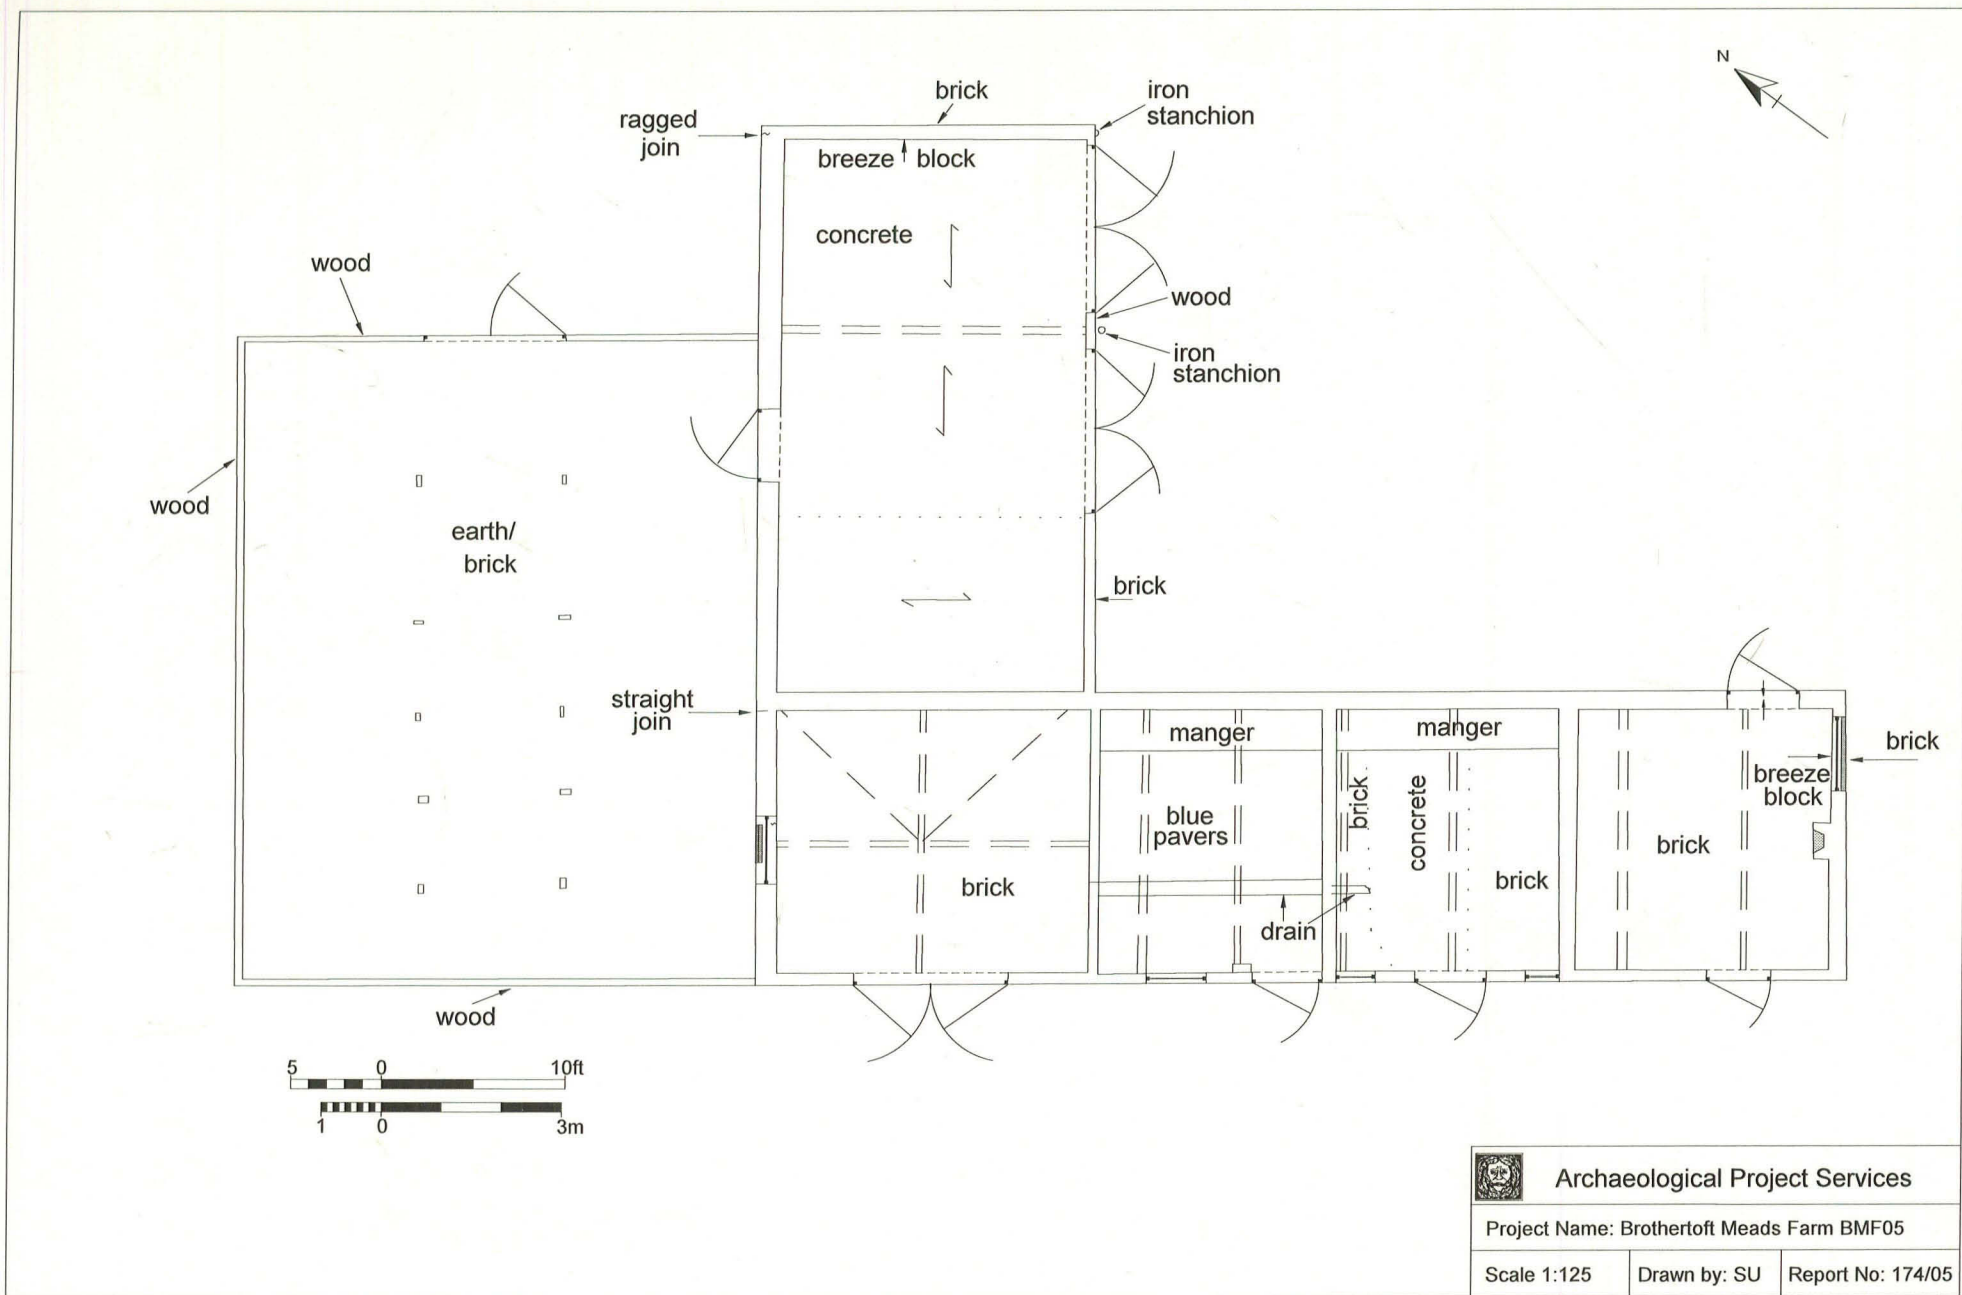 N
brick
iron
stanchion
ragged
join
breeze block
concrete
wood
wood
iron
stanchion
wood
earth/
brick
brick
straight
join
manger
manger
brick
breeze
block
blue
pavers
brick
concrete
brick
brick
brick
drain
wood
5 0 10ft
1 0 3m
Archaeological Project Services
Project Name: Brothertoft Meads Farm BMF05
Scale 1:125
Drawn by: SU
Report No: 174/05